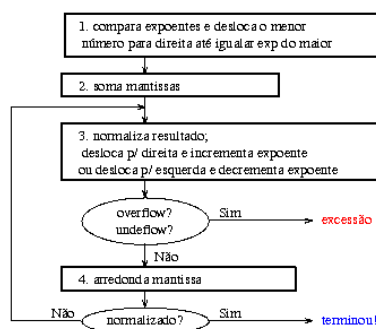 1. compara expoentes e desloca o menor
número para direita até igualar exp do maior
2. soma mantissas
3. normaliza resultado;
desloca p/ direita e incrementa expoente
ou desloca p/ esquerda e decrementa expoente
overflow?
undeflow?
Sim
excessão
Não
4. arredonda mantissa
Não
normalizado?
Sim
terminou!